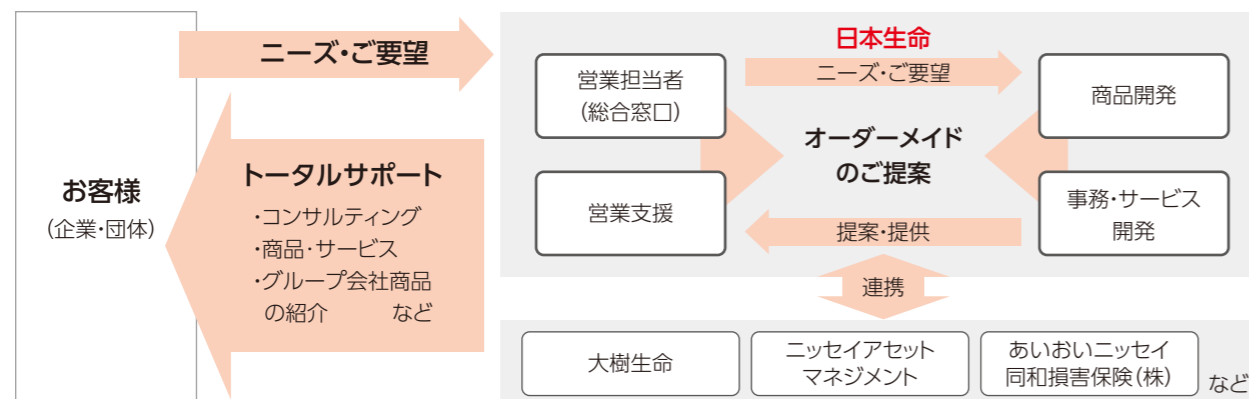 お客様
(企業・団体)
ニーズ・ご要望
トータルサポート
・コンサルティング
・商品・サービス
・グループ会社商品
の紹介 など
日本生命
営業担当者
(総合窓口)
ニーズ・ご要望
商品開発
オーダーメイド
のご提案
営業支援
提案・提供
事務・サービス
開発
連携
大樹生命
ニッセイアセット
マネジメント
あいおいニッセイ
同和損害保険(株)
など